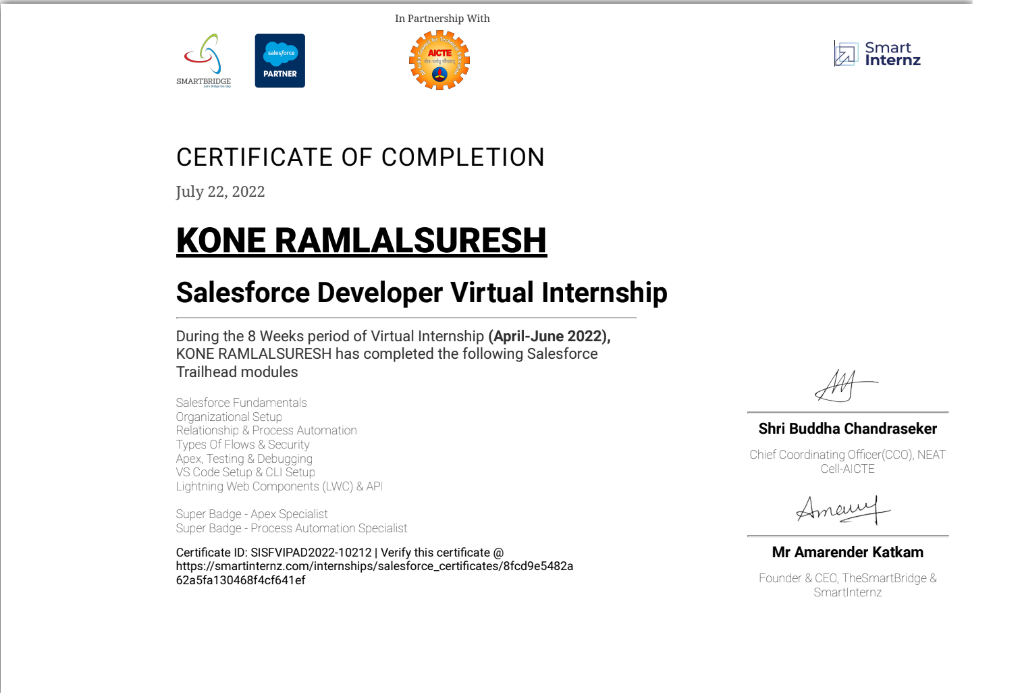 In Partnership With
SMARTBRIDGE
Let's Bridge the Gap
salesforce
PARTNER
AICTE
Smart
Internz
CERTIFICATE OF COMPLETION
July 22, 2022
KONE RAMLALSURESH
Salesforce Developer Virtual Internship
During the 8 Weeks period of Virtual Internship (April-June 2022),
KONE RAMLALSURESH has completed the following Salesforce
Trailhead modules
Salesforce Fundamentals
Organizational Setup
Relationship & Process Automation
Types Of Flows & Security
Apex, Testing & Debugging
VS Code Setup & CLI Setup
Lightning Web Components (LWC) & API
Super Badge - Apex Specialist
Super Badge - Process Automation Specialist
Certificate ID: SISFVIPAD2022-10212 | Verify this certificate @
https://smartinternz.com/internships/salesforce_certificates/8fcd9e5482a
62a5fa130468f4cf641ef
Shri Buddha Chandraseker
Chief Coordinating Officer(CCO), NEAT
Cell-AICTE
Mr Amarender Katkam
Founder & CEO, TheSmartBridge &
SmartInternz